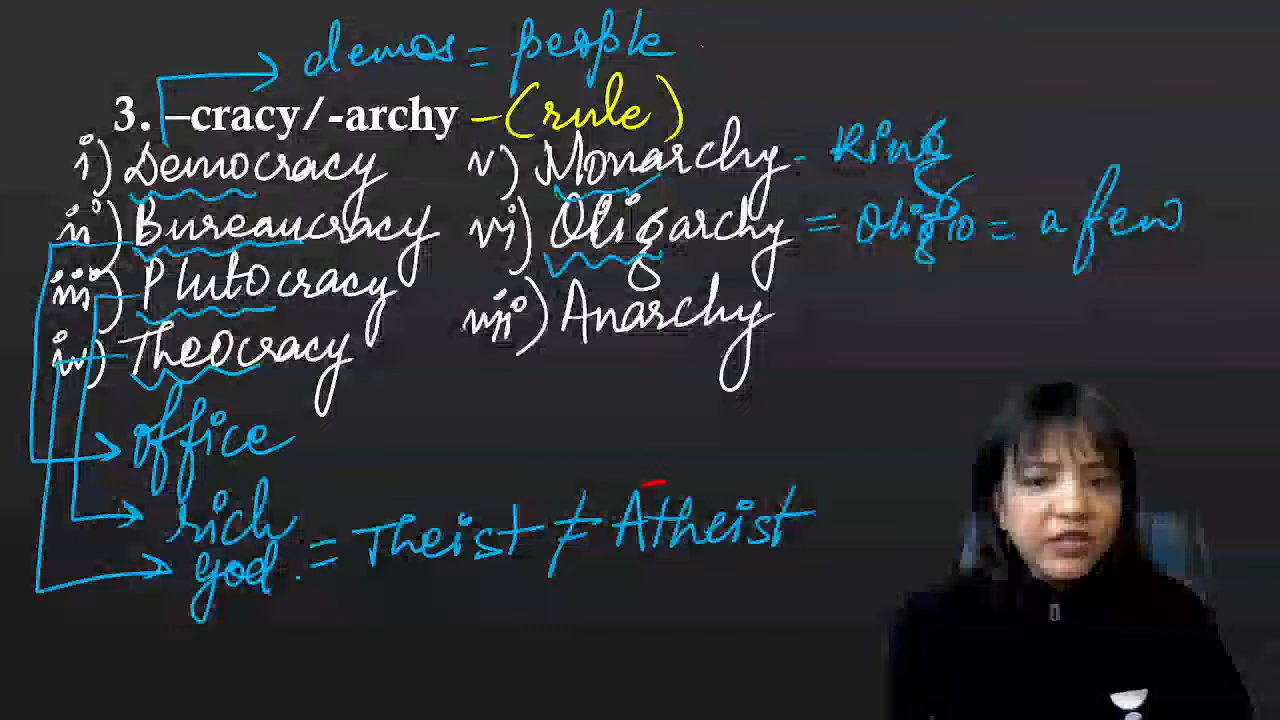 demos = people
3. –cracy/-archy – (rule)
i) Democracy
ii) Bureaucracy
iii) Plutocracy
iv) Theocracy
v) Monarchy - King
vi) Oligarchy = Oligio = a few
vii) Anarchy
office
rich
god. = Theist ≠ Atheist